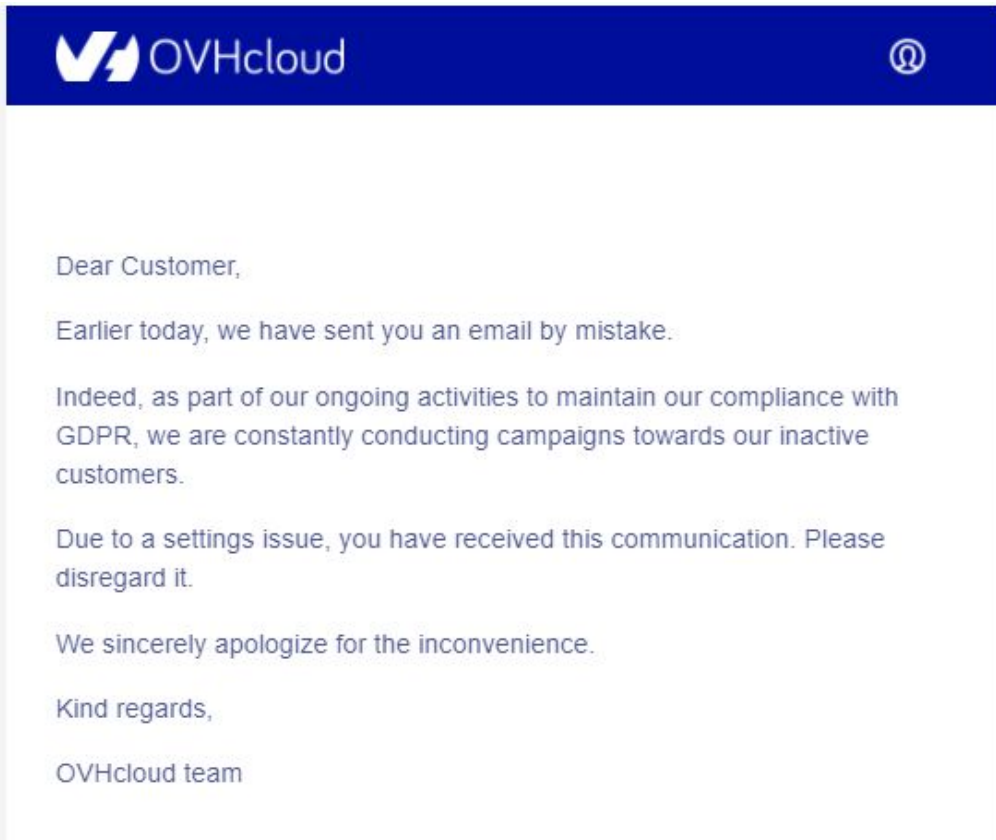 OVHcloud
Dear Customer,
Earlier today, we have sent you an email by mistake.
Indeed, as part of our ongoing activities to maintain our compliance with
GDPR, we are constantly conducting campaigns towards our inactive
customers.
Due to a settings issue, you have received this communication. Please
disregard it.
We sincerely apologize for the inconvenience.
Kind regards,
OVHcloud team